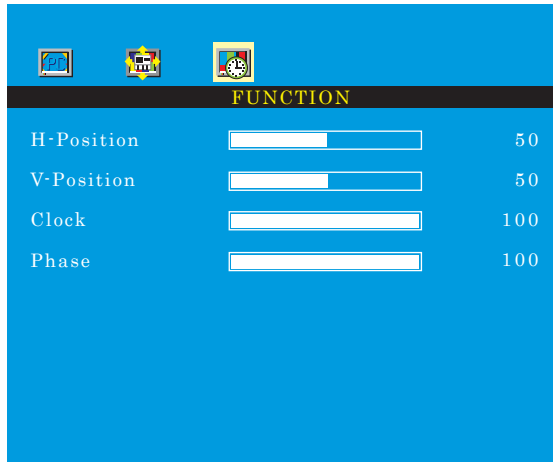 FUNCTION
H-Position 50
V-Position 50
Clock 100
Phase 100